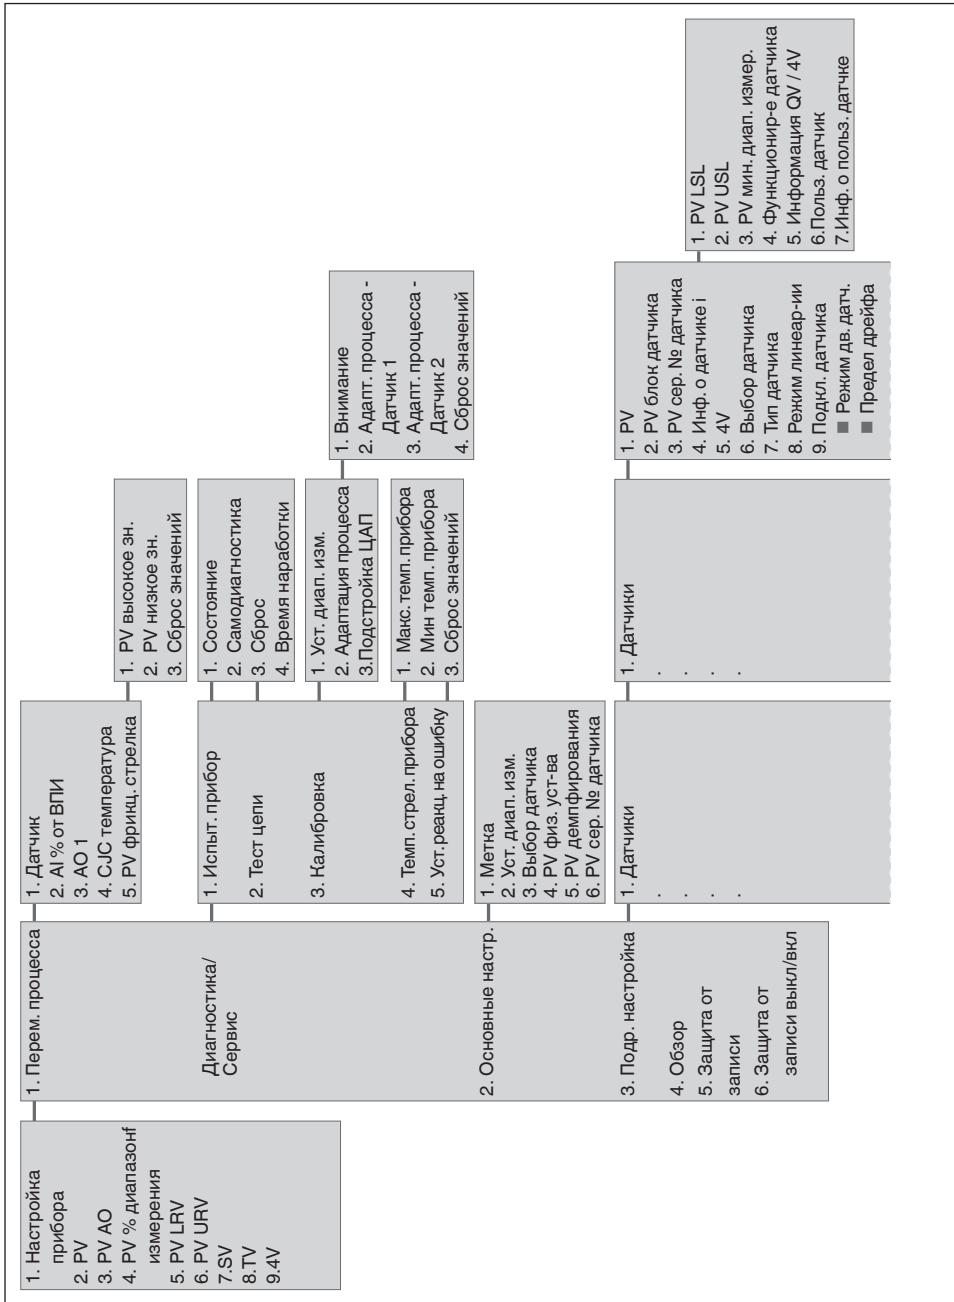 1. Настройка
прибора
2. PV
3. PV AO
4. PV % диапазонf
измерения
5. PV LRV
6. PV URV
7.SV
8.TV
9.4V
1. Перем. процесса
Диагностика/
Сервис
2. Основные настр.
3. Подр. настройка
4. Обзор
5. Защита от
записи
6. Защита от
записи выкл/вкл
1. Датчик
2. AI % от ВПИ
3. AO 1
4. CJC температура
5. PV фрикц. стрелка
1. Испыт. прибор
2. Тест цепи
3. Калибровка
4. Темп. стрел. прибора
5. Уст.реакц. на ошибку
1. Метка
2. Уст. диап. изм.
3. Выбор датчика
4. PV физ. уст-ва
5. PV демпфирования
6. PV сер. № датчика
1. Датчики
.
.
.
.
1. PV высокое зн.
2. PV низкое зн.
3. Сброс значений
1. Состояние
2. Самодиагностика
3. Сброс
4. Время наработки
1. Уст. диап. изм.
2. Адаптация процесса
3.Подстройка ЦАП
1. Макс. темп. прибора
2. Мин темп. прибора
3. Сброс значений
1. Датчики
.
.
.
.
1. Внимание
2. Адапт. процесса -
Датчик 1
3. Адапт. процесса -
Датчик 2
4. Сброс значений
1. PV
2. PV блок датчика
3. PV сер. № датчика
4. Инф. о датчике i
5. 4V
6. Выбор датчика
7. Тип датчика
8. Режим линеар-ии
9. Подкл. датчика
■ Режим дв. датч.
■ Предел дрейфа
1. PV LSL
2. PV USL
3. PV мин. диап. измер.
4. Функционир-е датчика
5. Информация QV / 4V
6.Польз. датчик
7.Инф. о польз. датчке